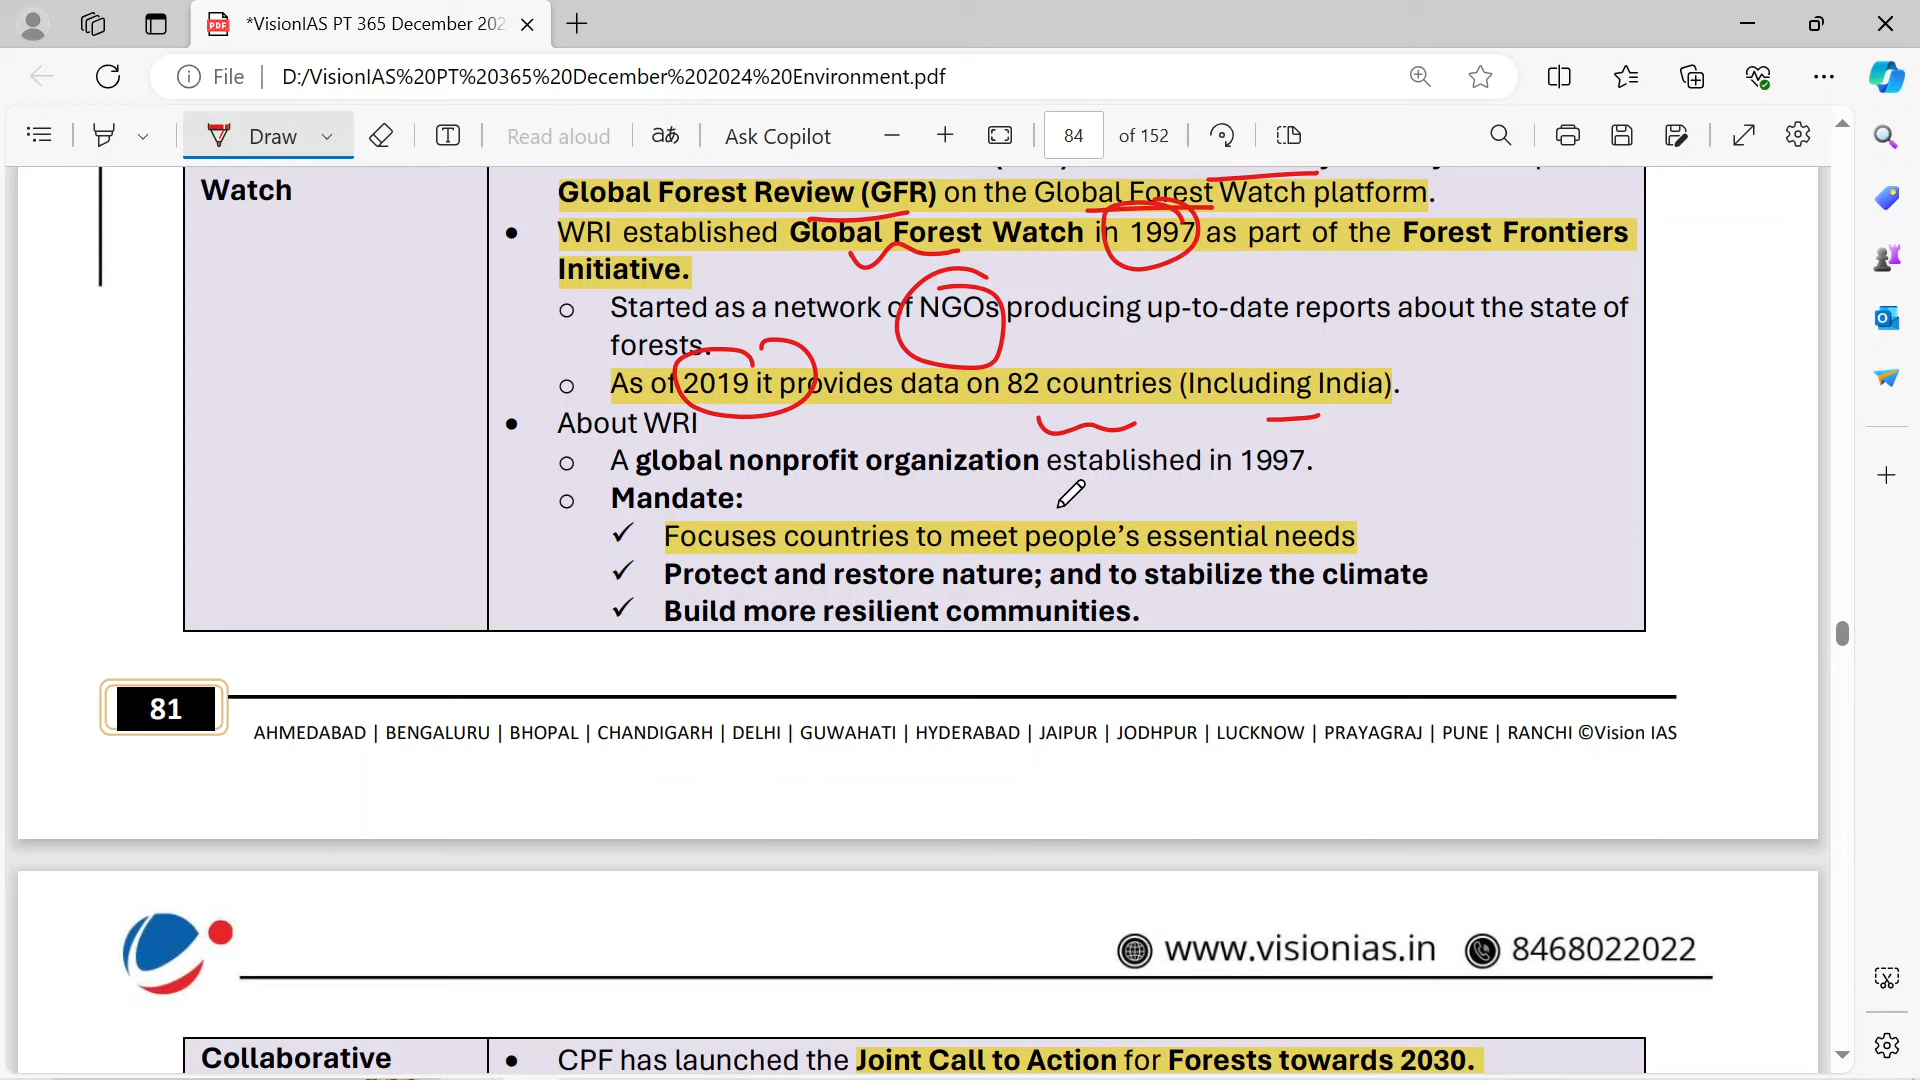 *VisionIAS PT 365 December 202
File
D:/VisionIAS%20PT%20365%20December%202024%20Environment.pdf
Draw
T
Read aloud
aあ
Ask Copilot
84
of 152
Watch
Global Forest Review (GFR) on the Global Forest Watch platform.
• WRI established Global Forest Watch in 1997 as part of the Forest Frontiers
Initiative.
o Started as a network of NGOs producing up-to-date reports about the state of
forests.
o As of 2019 it provides data on 82 countries (Including India).
• About WRI
o A global nonprofit organization established in 1997.
o Mandate:
✓ Focuses countries to meet people’s essential needs
✓ Protect and restore nature; and to stabilize the climate
✓ Build more resilient communities.
81
AHMEDABAD | BENGALURU | BHOPAL | CHANDIGARH | DELHI | GUWAHATI | HYDERABAD | JAIPUR | JODHPUR | LUCKNOW | PRAYAGRAJ | PUNE | RANCHI ©Vision IAS
www.visionias.in
8468022022
Collaborative
• CPF has launched the Joint Call to Action for Forests towards 2030.